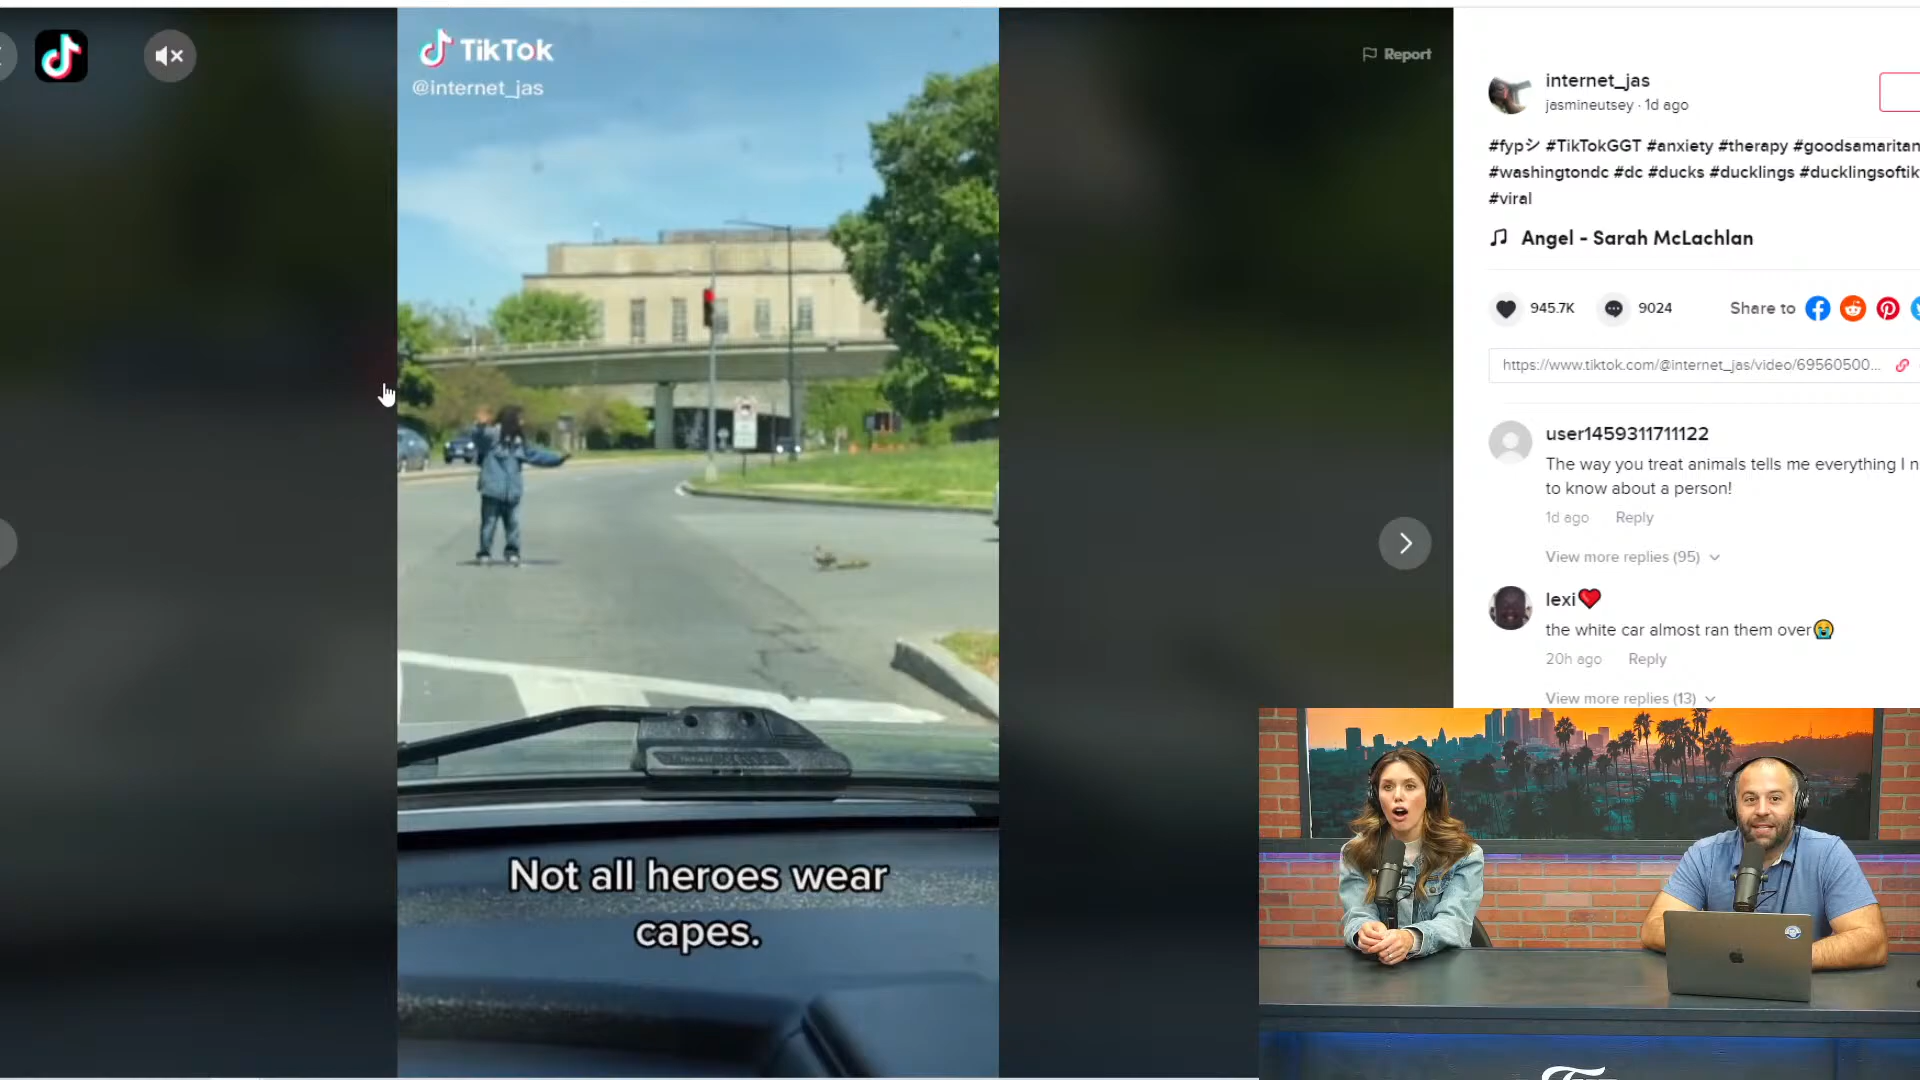 TikTok
@internet_jas
Report
Not all heroes wear
capes.
internet_jas
jasmineutsey · 1d ago
#fypシ #TikTokGGT #anxiety #therapy #goodsamaritan
#washingtondc #dc #ducks #ducklings #ducklingsoftik
#viral
Angel - Sarah McLachlan
945.7K
9024
Share to
https://www.tiktok.com/@internet_jas/video/69560500...
user1459311711122
The way you treat animals tells me everything I n
to know about a person!
1d ago Reply
View more replies (95)
lexi❤️
the white car almost ran them over😭
20h ago Reply
View more replies (13)